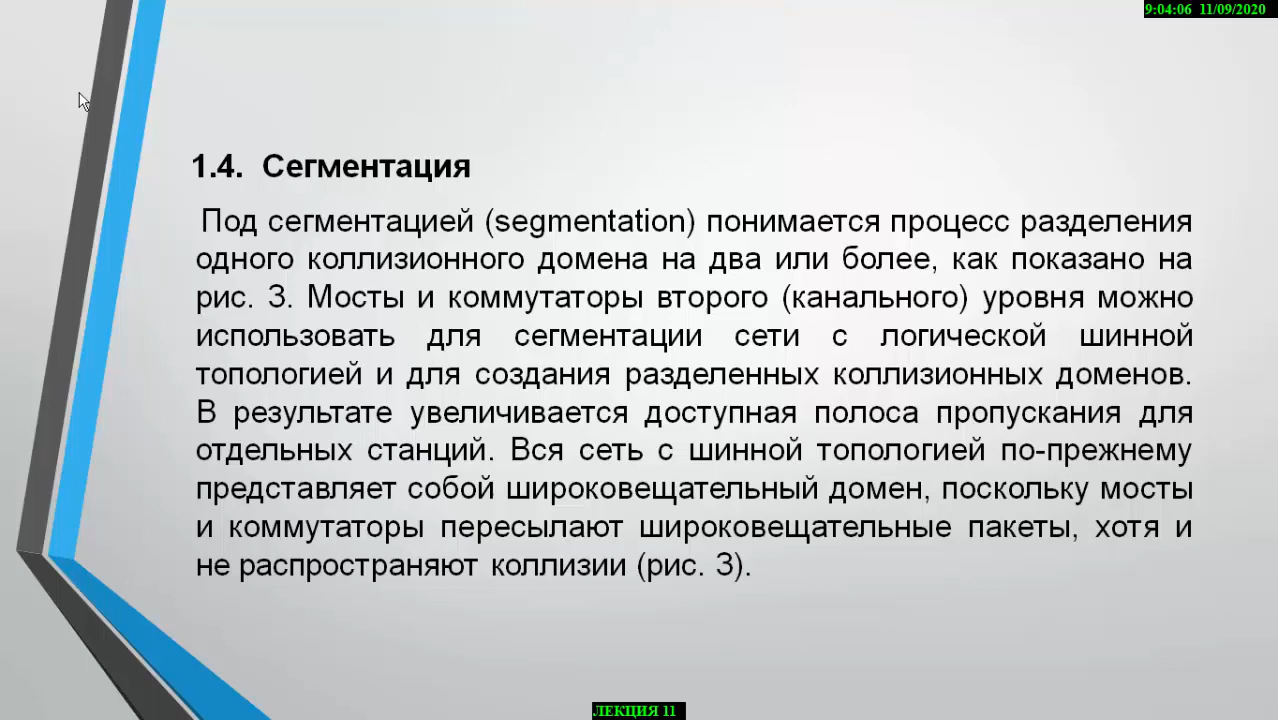 9:04:06 11/09/2020
1.4. Сегментация
Под сегментацией (segmentation) понимается процесс разделения
одного коллизионного домена на два или более, как показано на
рис. 3. Мосты и коммутаторы второго (канального) уровня можно
использовать для сегментации сети с логической шинной
топологией и для создания разделенных коллизионных доменов.
В результате увеличивается доступная полоса пропускания для
отдельных станций. Вся сеть с шинной топологией по-прежнему
представляет собой широковещательный домен, поскольку мосты
и коммутаторы пересылают широковещательные пакеты, хотя и
не распространяют коллизии (рис. 3).
ЛЕКЦИЯ 11